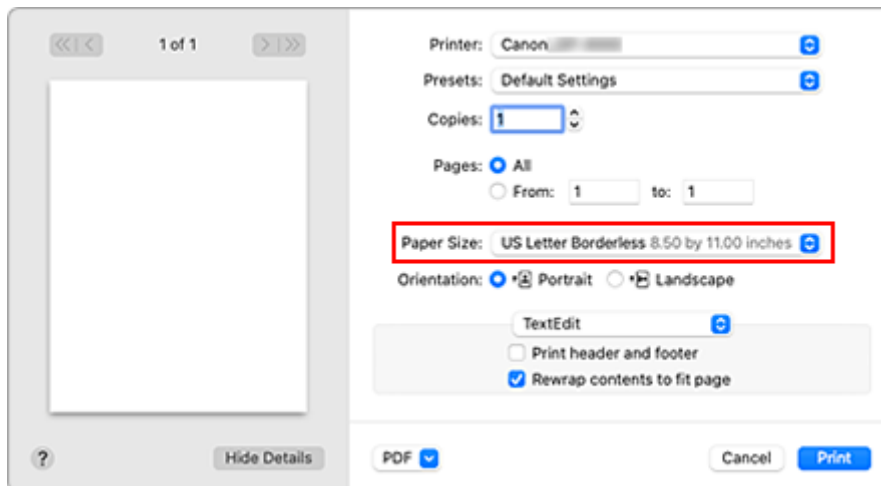 1 of 1
Printer: Canon
Presets: Default Settings
Copies: 1
Pages: All
From: 1 to: 1
Paper Size: US Letter Borderless 8.50 by 11.00 inches
Orientation: Portrait Landscape
TextEdit
Print header and footer
Rewrap contents to fit page
? Hide Details PDF Cancel Print